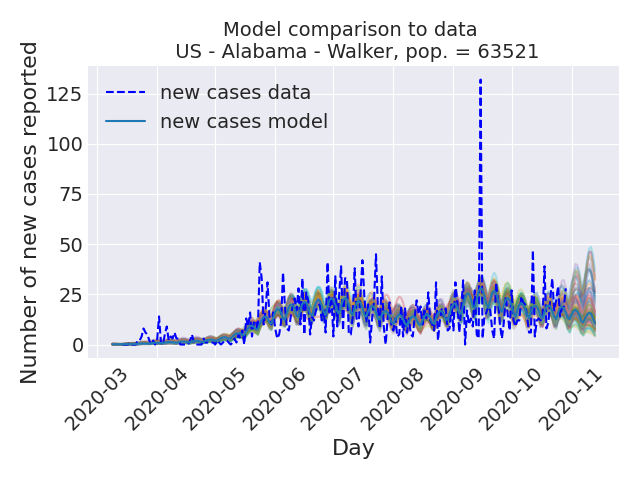 Model comparison to data
US - Alabama - Walker, pop. = 63521
Number of new cases reported
125
100
75
50
25
0
new cases data
new cases model
2020-03
2020-04
2020-05
2020-06
2020-07
2020-08
2020-09
2020-10
2020-11
Day